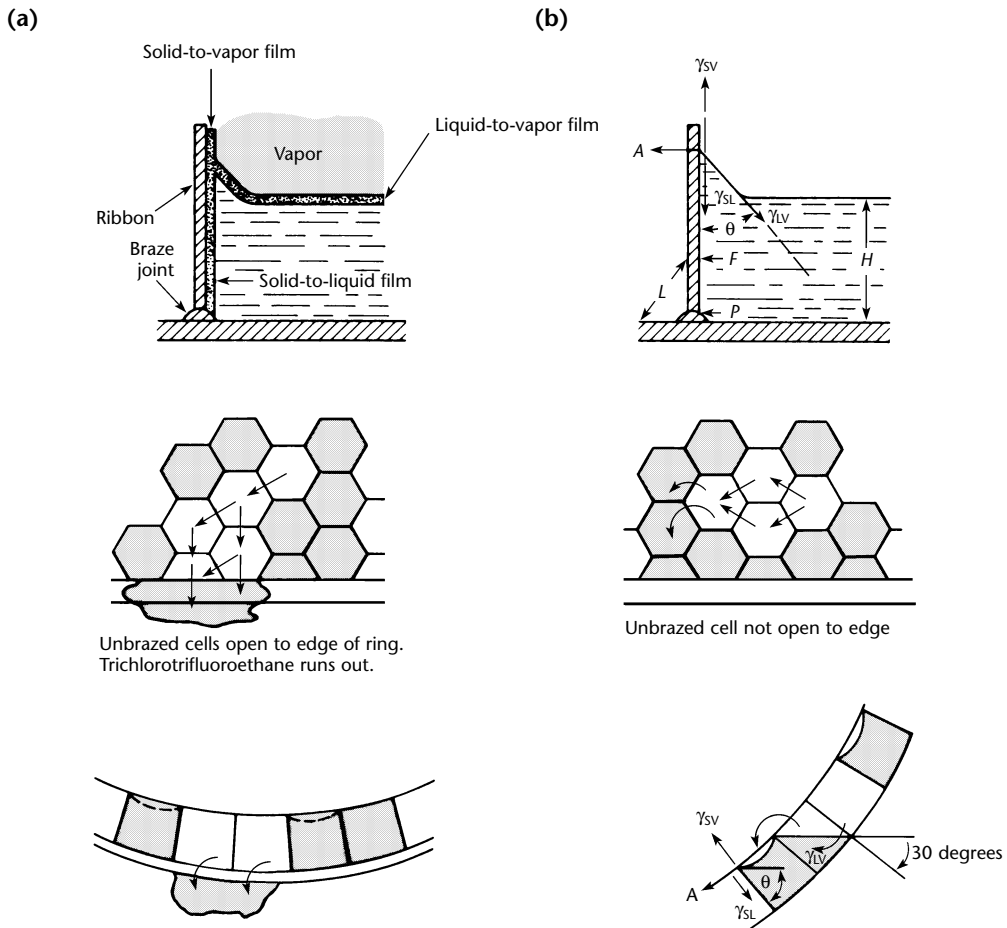 (a)
Solid-to-vapor film
Vapor
Liquid-to-vapor film
Ribbon
Braze
joint
Solid-to-liquid film
Unbrazed cells open to edge of ring.
Trichlorotrifluoroethane runs out.
(b)
γSV
A
γSL
γLV
θ
F
H
L
P
Unbrazed cell not open to edge
γSV
γLV
30 degrees
A
θ
γSL